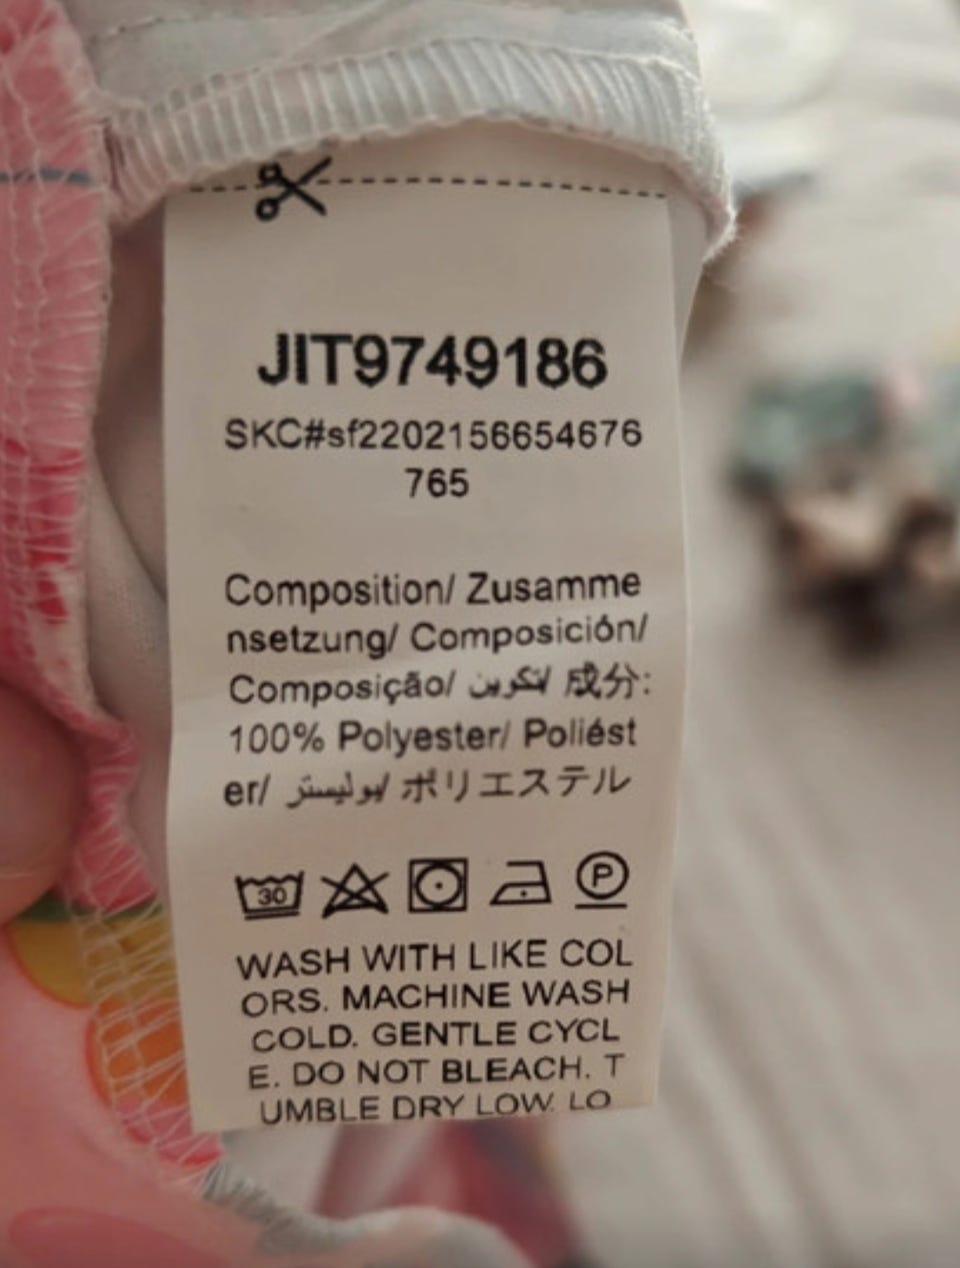 JIT9749186
SKC#sf2202156654676
765
Composition/ Zusamme
nsetzung/ Composición/
Composição/ لتكوين/ 成分:
100% Polyester/ Poliést
er/ بوليستر/ ポリエステル
30 P
WASH WITH LIKE COL
ORS. MACHINE WASH
COLD. GENTLE CYCL
E. DO NOT BLEACH. T
UMBLE DRY LOW. LO